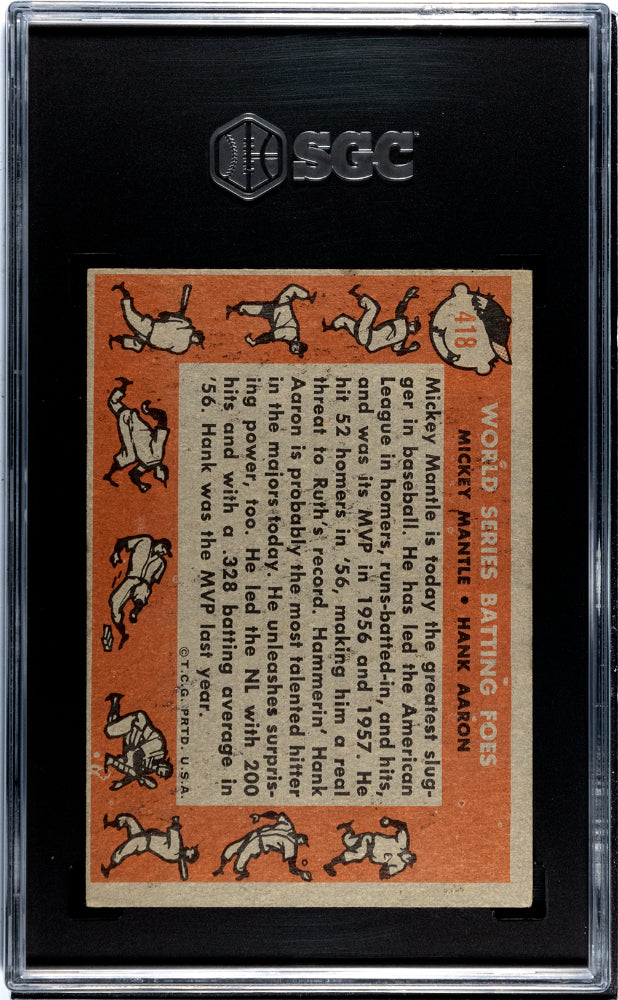 SGC
418
WORLD SERIES BATTING FOES
MICKEY MANTLE • HANK AARON
Mickey Mantle is today the greatest slug-
ger in baseball. He has led the American
League in homers, runs-batted-in, and hits,
and was its MVP in 1956 and 1957. He
hit 52 homers in '56, making him a real
threat to Ruth's record. Hammerin' Hank
Aaron is probably the most talented hitter
in the majors today. He unleashes surpris-
ing power, too. He led the NL with 200
hits and with a .328 batting average in
'56. Hank was the MVP last year.
© T.C.G. PRTD. U.S.A.